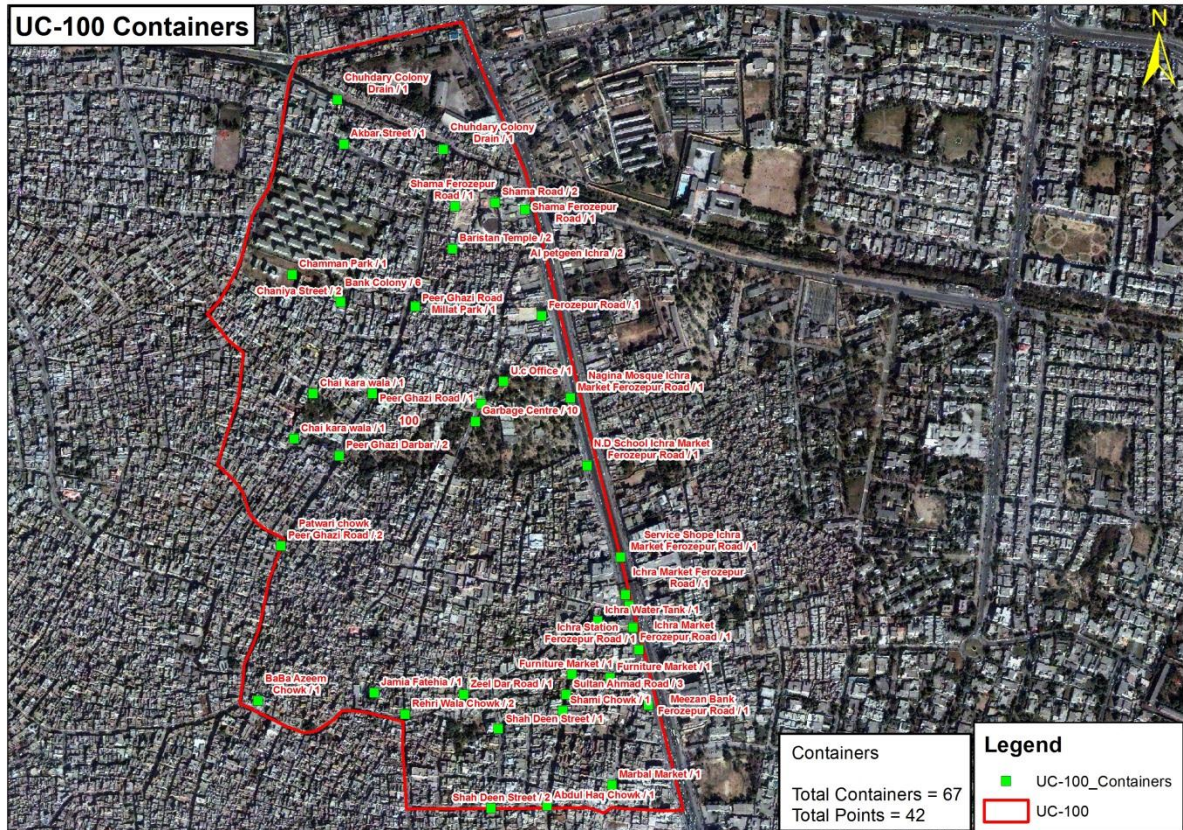 UC-100 Containers
N
Chuhdary Colony
Drain / 1
Akbar Street / 1
Chuhdary Colony
Drain / 1
Shama Ferozepur
Road / 1
Shama Road / 2
Shama Ferozepur
Road / 1
Baristan Temple / 2
Al petgeen Ichra / 2
Chamman Park / 1
Bank Colony / 6
Chaniya Street / 2
Peer Ghazi Road
Millat Park / 1
Ferozepur Road / 1
U.c Office / 1
Nagina Mosque Ichra
Market Ferozepur Road / 1
Chai kara wala / 1
Peer Ghazi Road / 1
Garbage Centre / 10
100
Chai kara wala / 1
Peer Ghazi Darbar / 2
N.D School Ichra Market
Ferozepur Road / 1
Patwari chowk
Peer Ghazi Road / 2
Service Shope Ichra
Market Ferozepur Road / 1
Ichra Market Ferozepur
Road / 1
Ichra Water Tank / 1
Ichra Station
Ferozepur Road / 1
Ichra Market
Ferozepur Road / 1
Furniture Market / 1
Furniture Market / 1
BaBa Azeem
Chowk / 1
Jamia Fatehia / 1
Zeel Dar Road / 1
Sultan Ahmad Road / 3
Rehri Wala Chowk / 2
Shami Chowk / 1
Meezan Bank
Ferozepur Road / 1
Shah Deen Street / 1
Marbal Market / 1
Shah Deen Street / 2
Abdul Haq Chowk / 1
Containers
Total Containers = 67
Total Points = 42
Legend
UC-100_Containers
UC-100